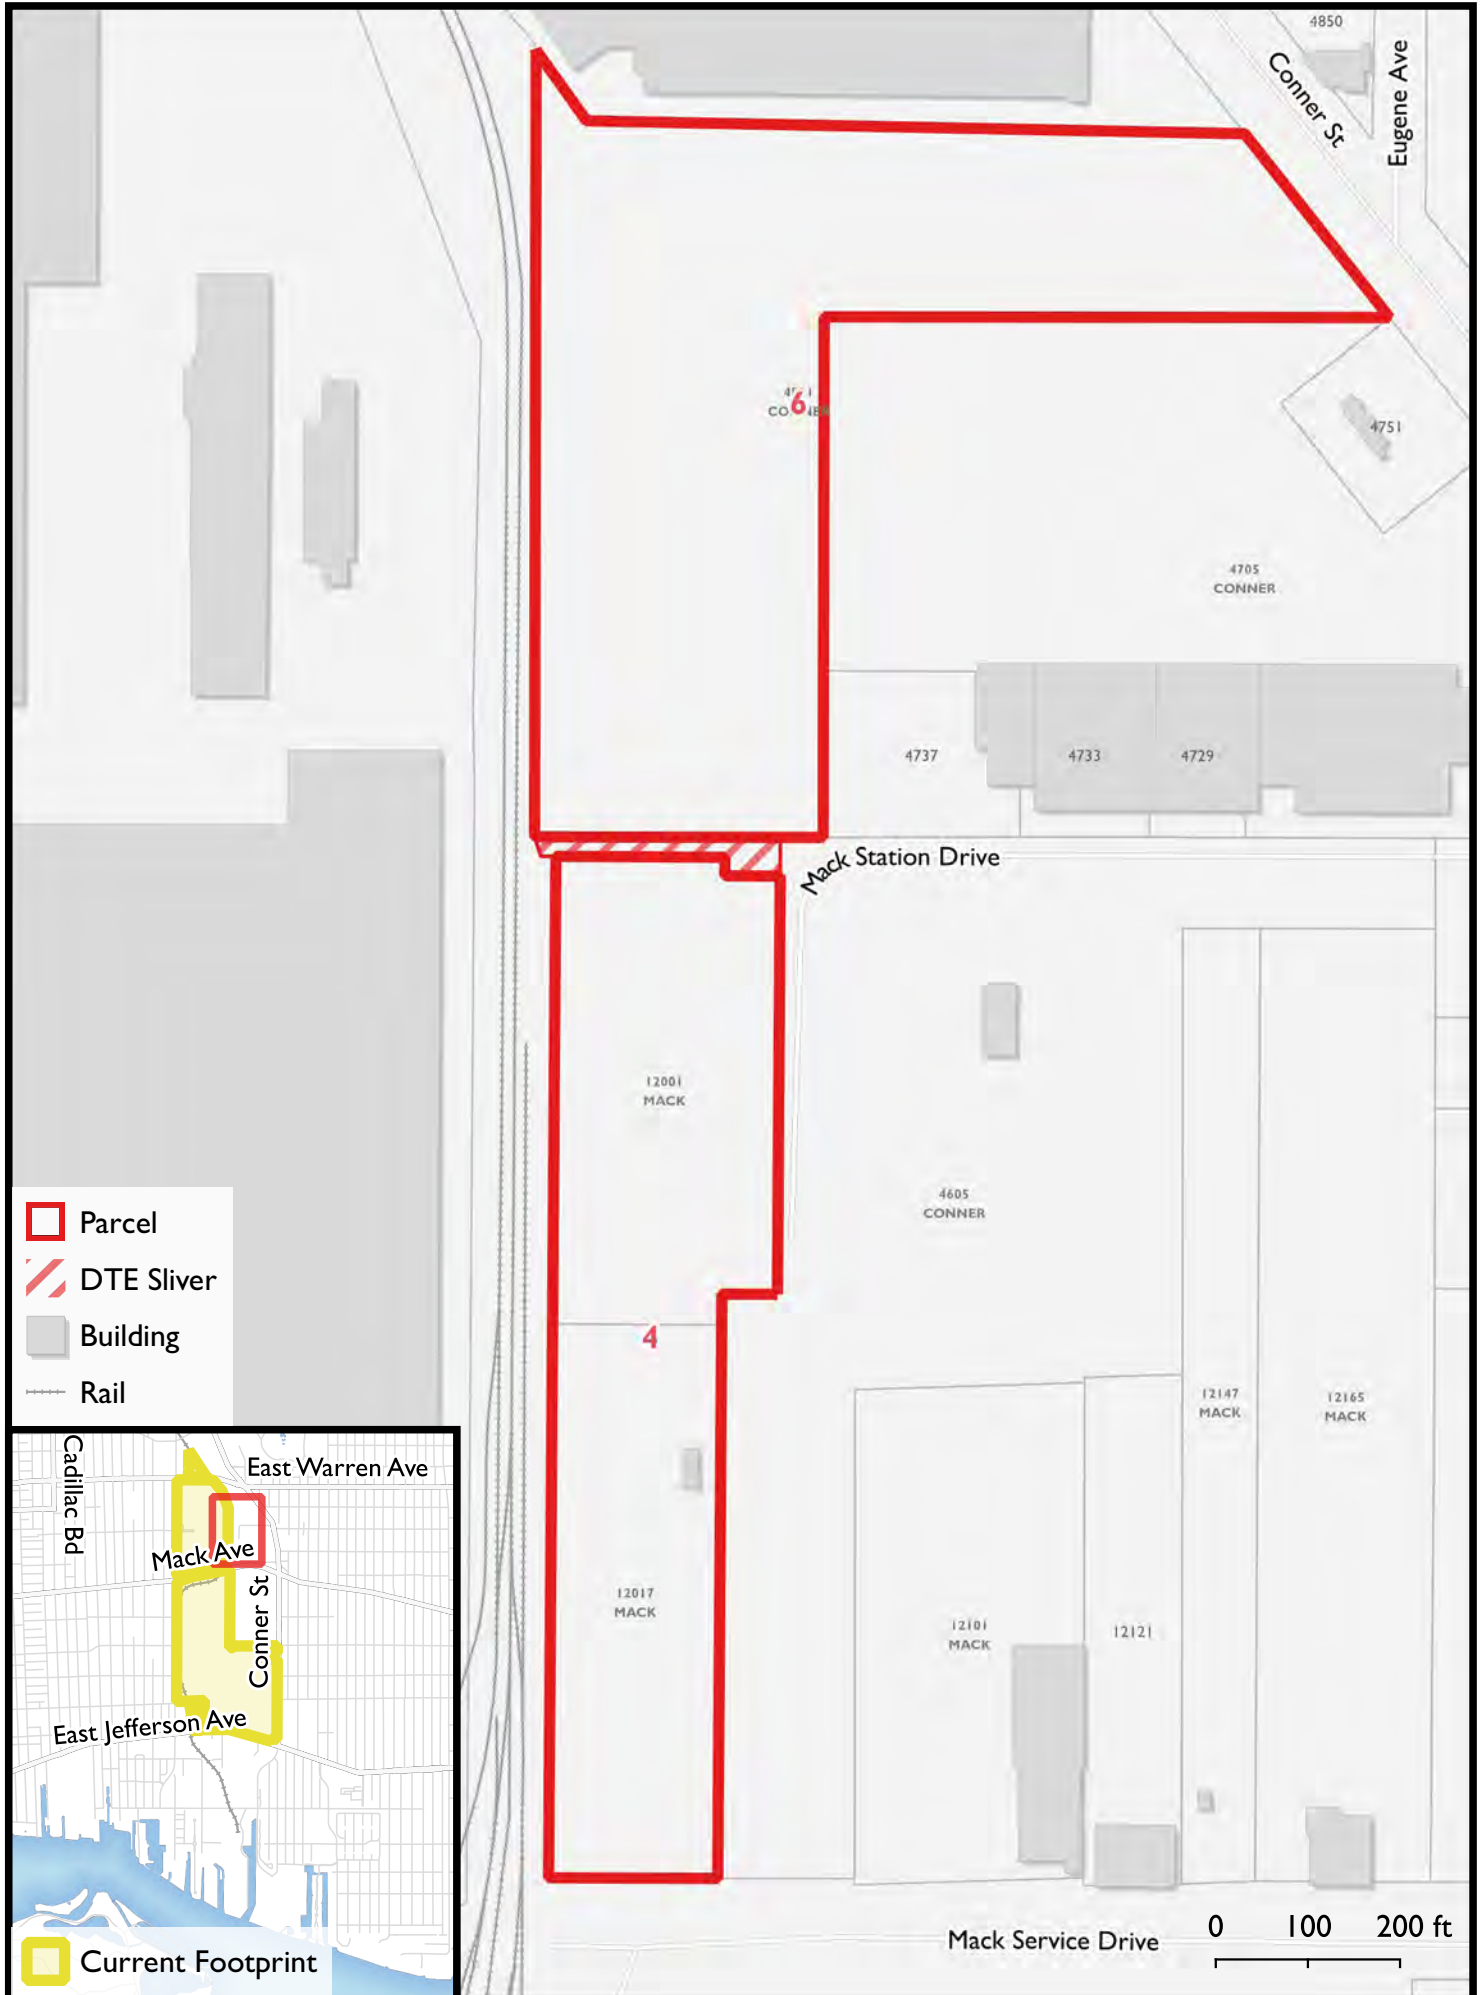 4850
Conner St
Eugene Ave
6
4751
4705
CONNER
4737
4733
4729
Mack Station Drive
12001
MACK
4605
CONNER
4
12147
MACK
12165
MACK
12017
MACK
12101
MACK
12121
Mack Service Drive
0 100 200 ft
Parcel
DTE Sliver
Building
Rail
Cadillac Bd
East Warren Ave
Mack Ave
Conner St
East Jefferson Ave
Current Footprint